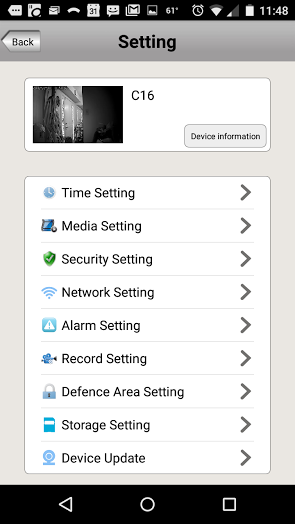 31
61°
11:48
Back
Setting
C16
Device information
Time Setting
Media Setting
Security Setting
Network Setting
Alarm Setting
Record Setting
Defence Area Setting
Storage Setting
Device Update